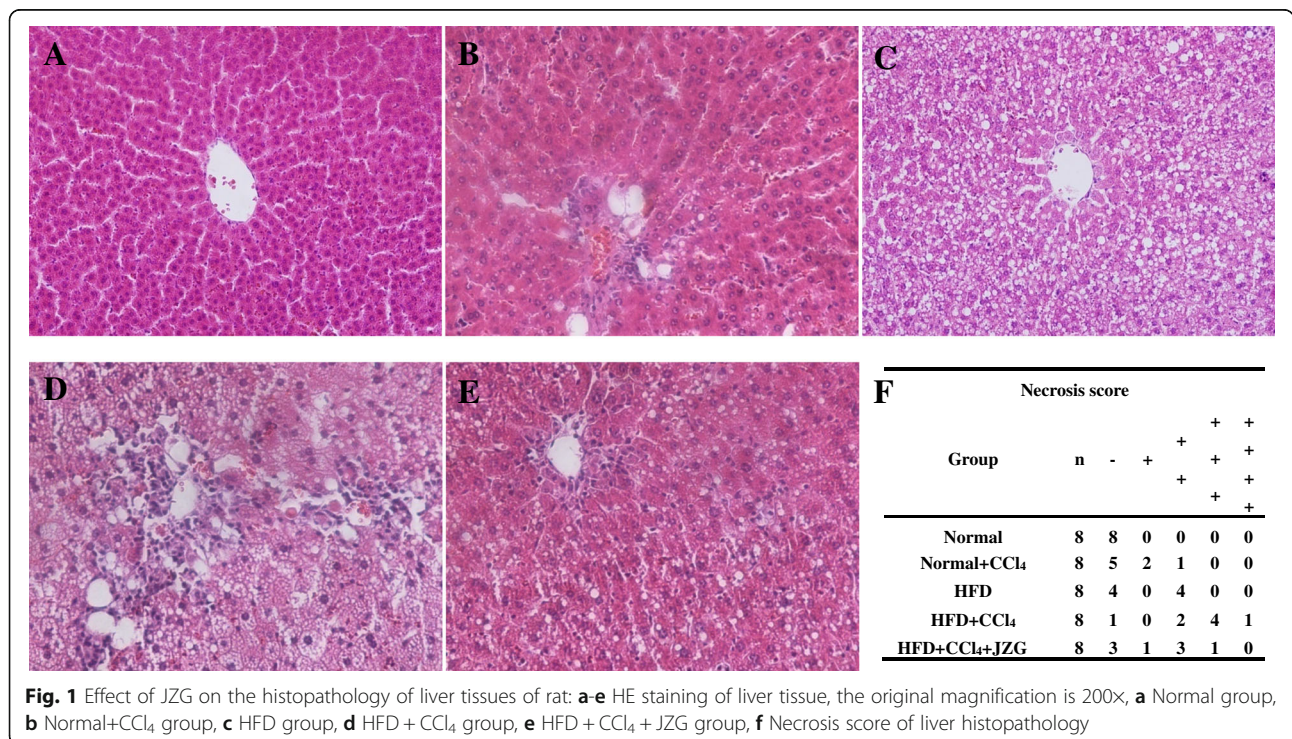 A
B
C
D
E
F
Necrosis score
Group n - + ++ +++ ++++
Normal 8 8 0 0 0 0
Normal+CCl₄ 8 5 2 1 0 0
HFD 8 4 0 4 0 0
HFD+CCl₄ 8 1 0 2 4 1
HFD+CCl₄+JZG 8 3 1 3 1 0
Fig. 1 Effect of JZG on the histopathology of liver tissues of rat: a-e HE staining of liver tissue, the original magnification is 200×, a Normal group,
b Normal+CCl₄ group, c HFD group, d HFD + CCl₄ group, e HFD + CCl₄ + JZG group, f Necrosis score of liver histopathology